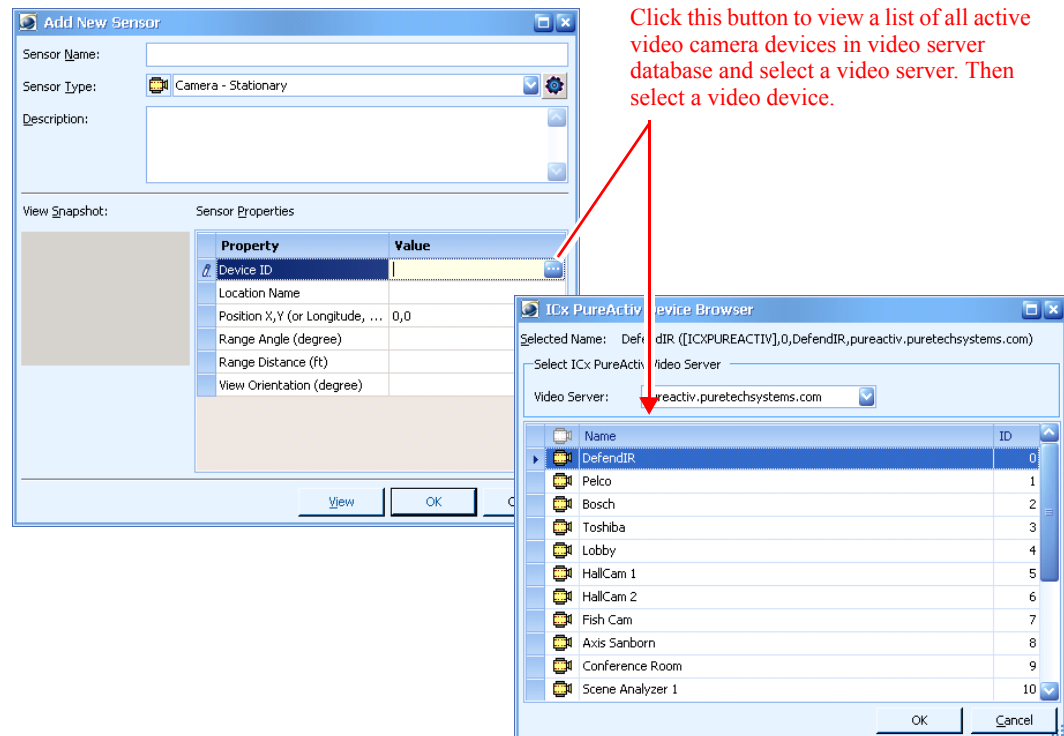 Add New Sensor
Sensor Name:
Sensor Type: Camera - Stationary
Description:
View Snapshot:
Sensor Properties
Property Value
Device ID
Location Name
Position X,Y (or Longitude, ... 0,0
Range Angle (degree)
Range Distance (ft)
View Orientation (degree)
View OK
Click this button to view a list of all active
video camera devices in video server
database and select a video server. Then
select a video device.
ICx PureActiv Device Browser
Selected Name: DefendIR ([ICXPUREACTIV],0,DefendIR,pureactiv.puretechsystems.com)
Select ICx PureActiv Video Server
Video Server: pureactiv.puretechsystems.com
Name ID
DefendIR 0
Pelco 1
Bosch 2
Toshiba 3
Lobby 4
HallCam 1 5
HallCam 2 6
Fish Cam 7
Axis Sanborn 8
Conference Room 9
Scene Analyzer 1 10
OK Cancel